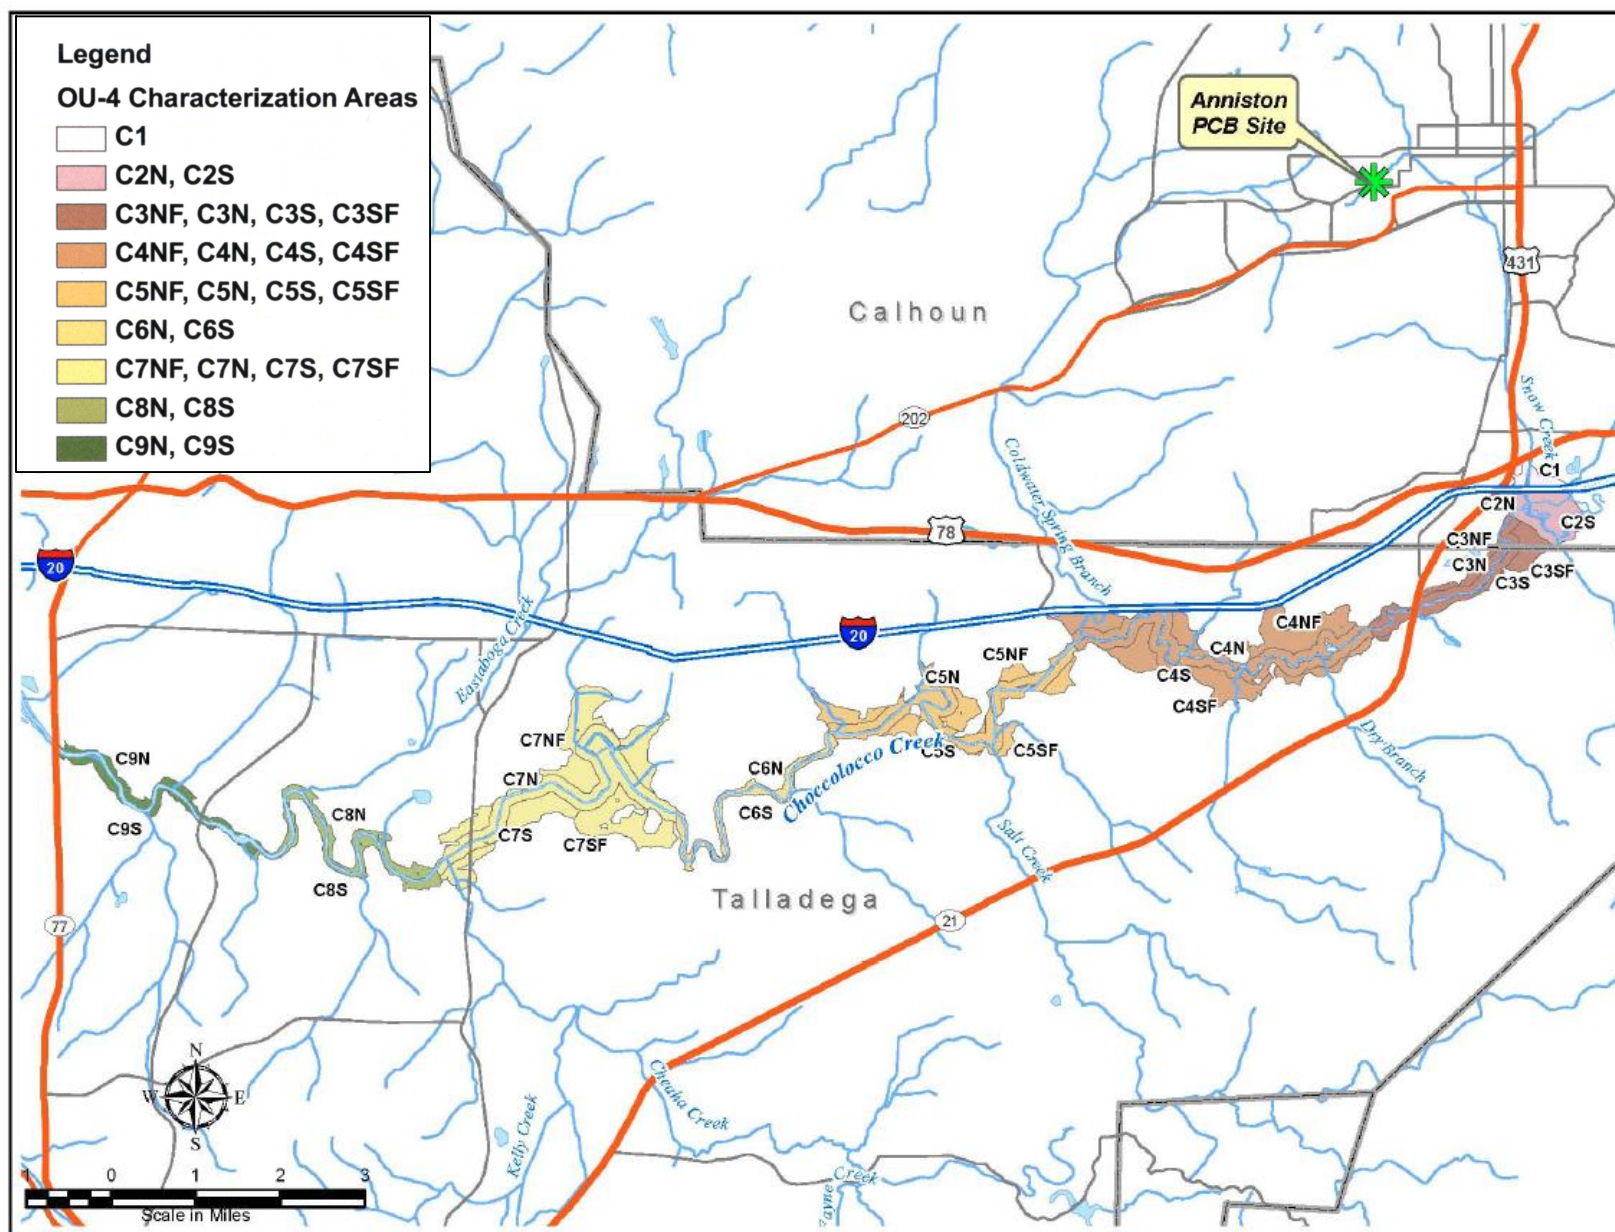 Legend
OU-4 Characterization Areas
C1
C2N, C2S
C3NF, C3N, C3S, C3SF
C4NF, C4N, C4S, C4SF
C5NF, C5N, C5S, C5SF
C6N, C6S
C7NF, C7N, C7S, C7SF
C8N, C8S
C9N, C9S
Anniston
PCB Site
431
Calhoun
202
Snow Creek
Coldwater Spring Branch
C1
C2N
C2S
78
C3NF
C3N
C3S
C3SF
20
20
Eastaboga Creek
C4NF
C4N
C4S
C4SF
C5NF
C5N
C5S
C5SF
Choccolocco Creek
Dry Branch
C6N
C6S
C7NF
C7N
C7S
C7SF
C8N
C8S
C9N
C9S
Salt Creek
Talladega
77
21
Cheaha Creek
Kelly Creek
Creek
N
W E
S
1 0 1 2 3
Scale in Miles